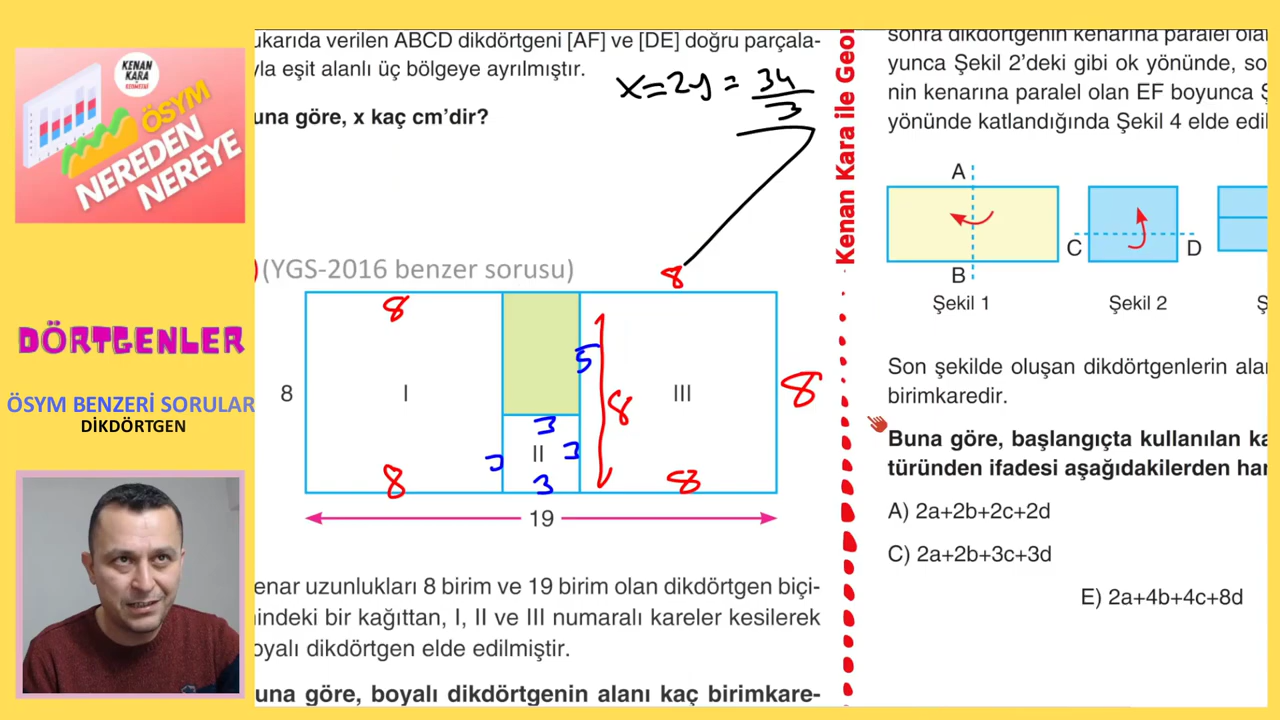 KENAN
KARA
ÖSYM
NEREDEN
NEREYE
DÖRTGENLER
ÖSYM BENZERİ SORULAR
DİKDÖRTGEN
ukarıda verilen ABCD dikdörtgeni [AF] ve [DE] doğru parçala-
yla eşit alanlı üç bölgeye ayrılmıştır.
una göre, x kaç cm'dir?
x=2y=34/3
)(YGS-2016 benzer sorusu)
8
8
8 I 5 8 III 8
3
3 II 3
8 3 8
19
enar uzunlukları 8 birim ve 19 birim olan dikdörtgen biçi-
indeki bir kağıttan, I, II ve III numaralı kareler kesilerek
oyalı dikdörtgen elde edilmiştir.
una göre, boyalı dikdörtgenin alanı kaç birimkare-
Kenan Kara ile Geo
sonra dikdörtgenin kenarına paralel ola
yunca Şekil 2'deki gibi ok yönünde, so
nin kenarına paralel olan EF boyunca Ş
yönünde katlandığında Şekil 4 elde edil
A
C D
B
Şekil 1 Şekil 2 Ş
Son şekilde oluşan dikdörtgenlerin ala
birimkaredir.
Buna göre, başlangıçta kullanılan ka
türünden ifadesi aşağıdakilerden har
A) 2a+2b+2c+2d
C) 2a+2b+3c+3d
E) 2a+4b+4c+8d